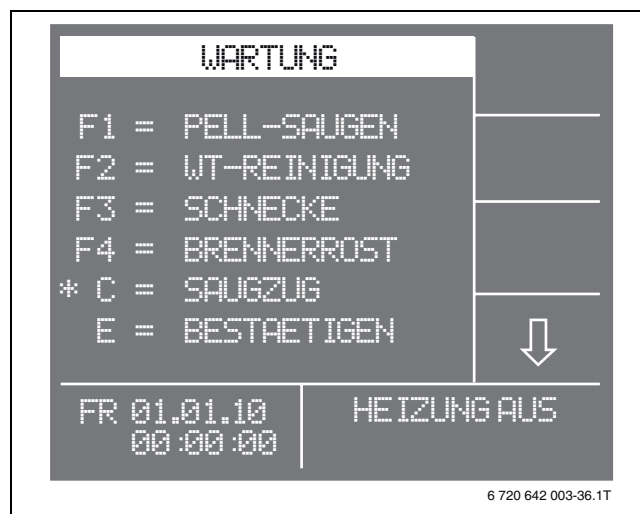 WARTUNG
F1 = PELL-SAUGEN
F2 = WT-REINIGUNG
F3 = SCHNECKE
F4 = BRENNERROST
* C = SAUGZUG
E = BESTAETIGEN
FR 01.01.10
00:00:00
HEIZUNG AUS
6 720 642 003-36.1T